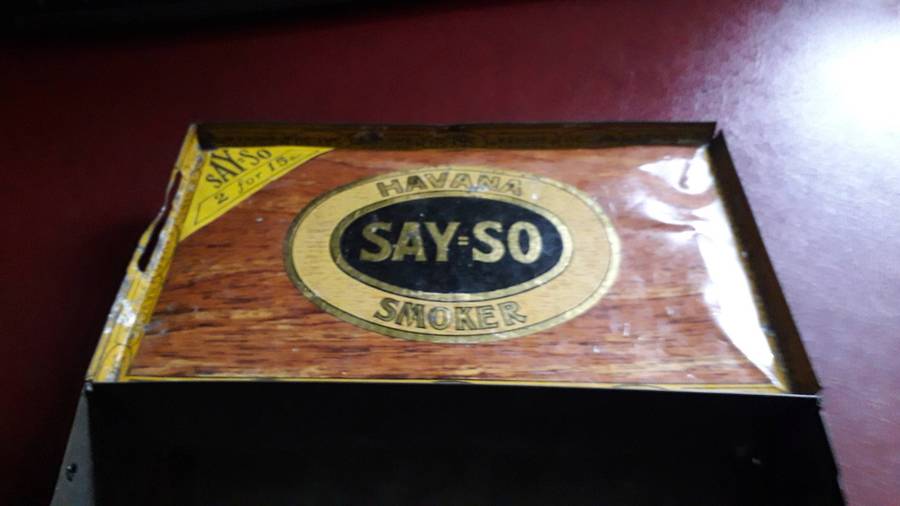 SAY=SO
2 for 15c
HAVANA
SAY=SO
SMOKER